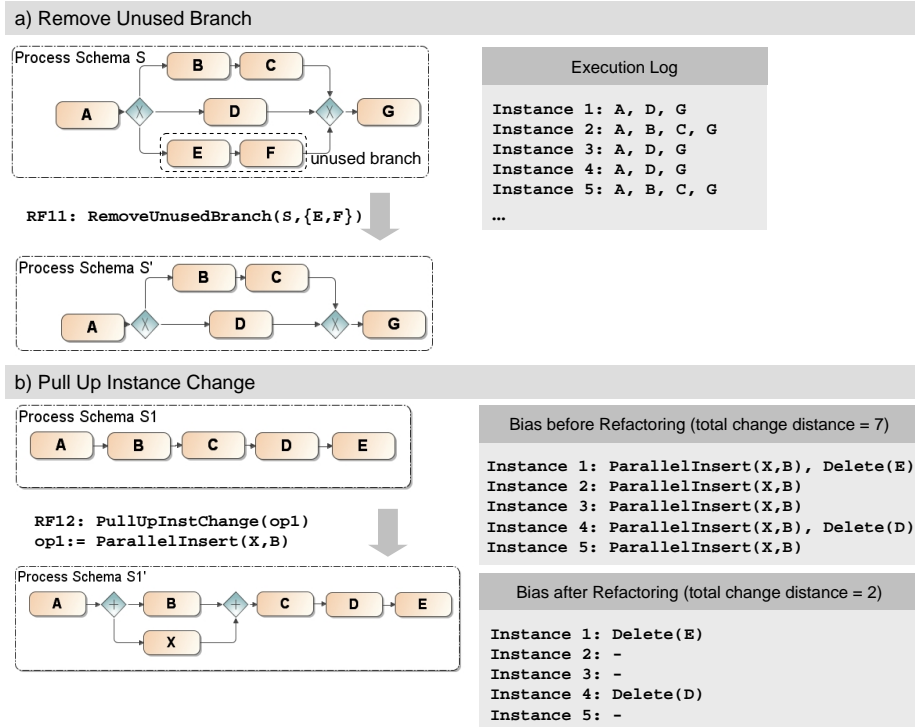 a) Remove Unused Branch
Process Schema S
B
C
A
X
D
X
G
E
F
unused branch
Execution Log
Instance 1: A, D, G
Instance 2: A, B, C, G
Instance 3: A, D, G
Instance 4: A, D, G
Instance 5: A, B, C, G
…
RF11: RemoveUnusedBranch(S,{E,F})
Process Schema S'
B
C
A
X
D
X
G
b) Pull Up Instance Change
Process Schema S1
A
B
C
D
E
RF12: PullUpInstChange(op1)
op1:= ParallelInsert(X,B)
Process Schema S1'
A
+
B
+
C
D
E
X
Bias before Refactoring (total change distance = 7)
Instance 1: ParallelInsert(X,B), Delete(E)
Instance 2: ParallelInsert(X,B)
Instance 3: ParallelInsert(X,B)
Instance 4: ParallelInsert(X,B), Delete(D)
Instance 5: ParallelInsert(X,B)
Bias after Refactoring (total change distance = 2)
Instance 1: Delete(E)
Instance 2: -
Instance 3: -
Instance 4: Delete(D)
Instance 5: -